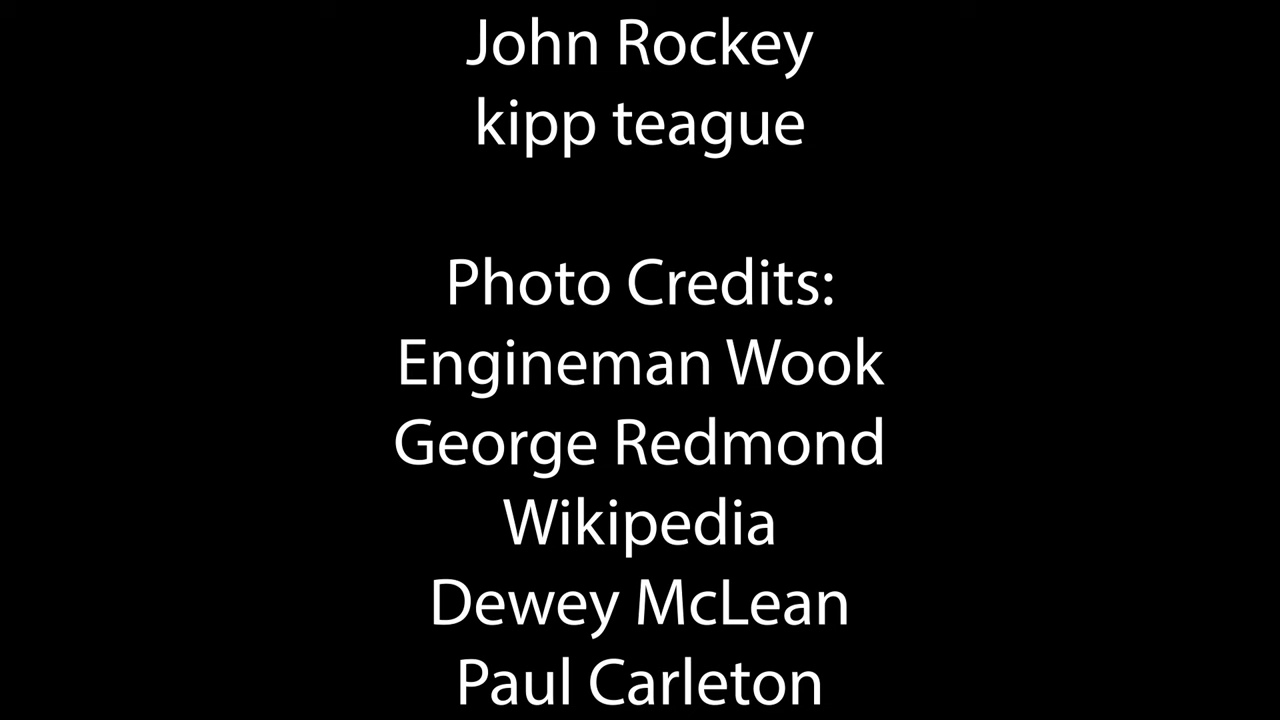 John Rockey
kipp teague
Photo Credits:
Engineman Wook
George Redmond
Wikipedia
Dewey McLean
Paul Carleton